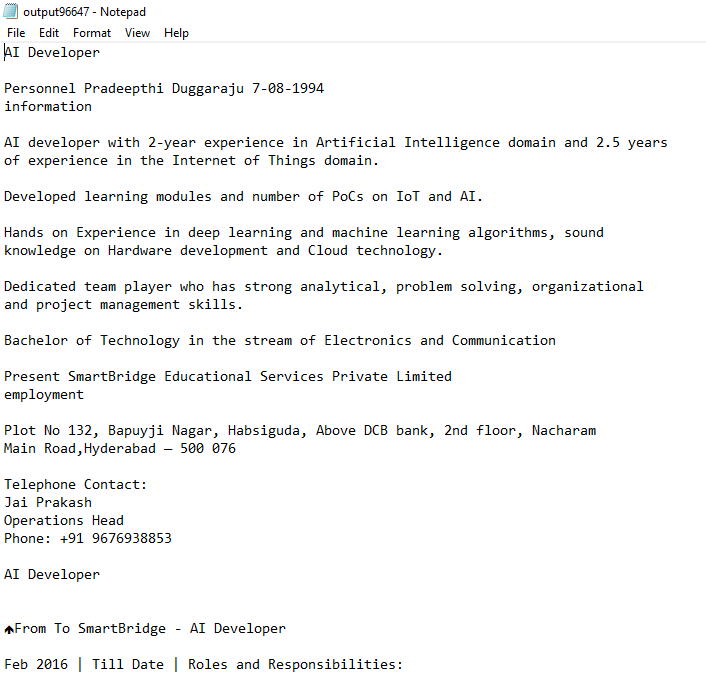 output96647 - Notepad
File Edit Format View Help
AI Developer
Personnel Pradeepthi Duggaraju 7-08-1994
information
AI developer with 2-year experience in Artificial Intelligence domain and 2.5 years
of experience in the Internet of Things domain.
Developed learning modules and number of PoCs on IoT and AI.
Hands on Experience in deep learning and machine learning algorithms, sound
knowledge on Hardware development and Cloud technology.
Dedicated team player who has strong analytical, problem solving, organizational
and project management skills.
Bachelor of Technology in the stream of Electronics and Communication
Present SmartBridge Educational Services Private Limited
employment
Plot No 132, Bapuyji Nagar, Habsiguda, Above DCB bank, 2nd floor, Nacharam
Main Road,Hyderabad – 500 076
Telephone Contact:
Jai Prakash
Operations Head
Phone: +91 9676938853
AI Developer
🡹From To SmartBridge - AI Developer
Feb 2016 | Till Date | Roles and Responsibilities: